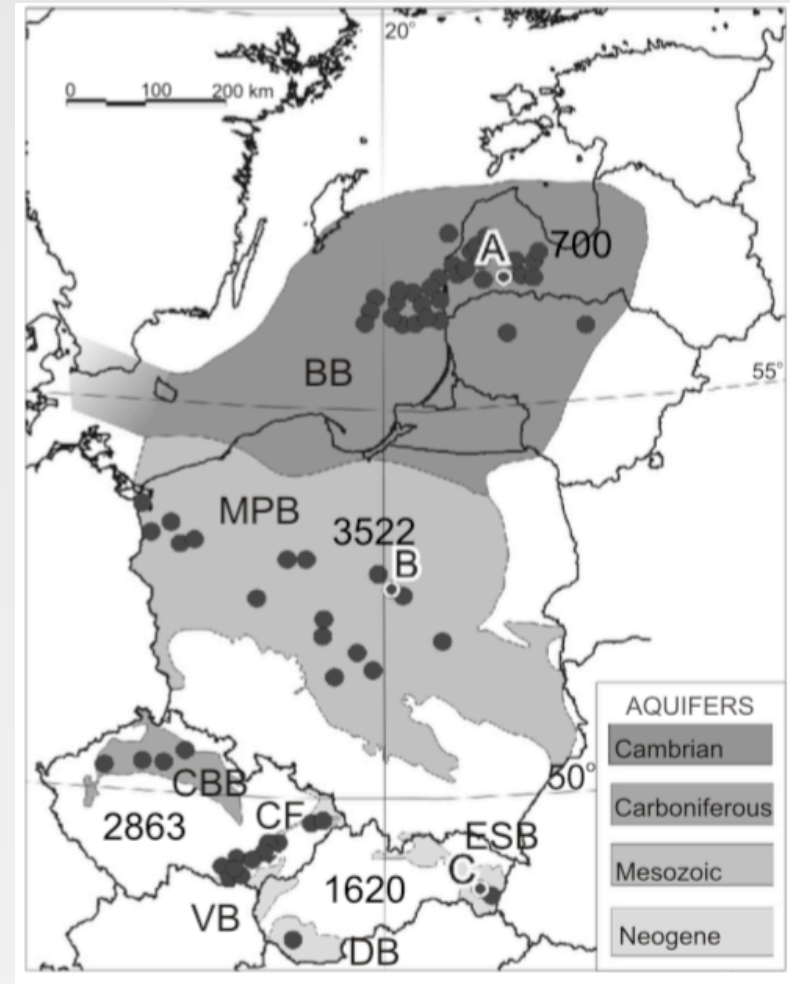 20°
0 100 200 km
A 700
BB
55°
MPB
3522
B
AQUIFERS
Cambrian
50°
CBB
Carboniferous
2863
CF
ESB
C
Mesozoic
1620
VB
DB
Neogene